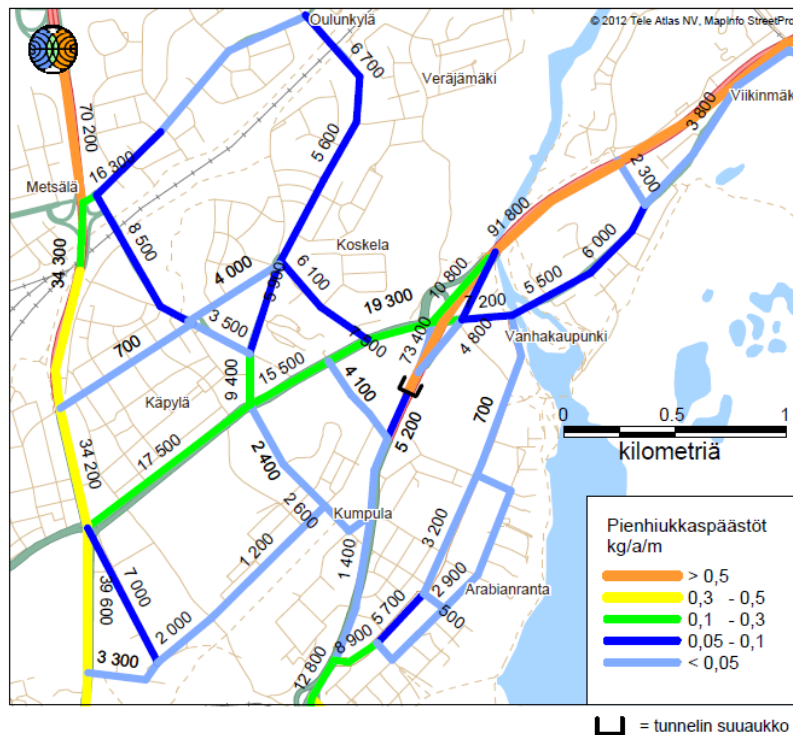 Oulunkylä
© 2012 Tele Atlas NV, MapInfo StreetPro
6 700
Veräjämäki
Viikinmäk
70 200
3 800
16 300
5 600
2 300
Metsälä
8 500
91 800
Koskela
6 000
34 300
4 000
6 100
10 800
19 300
5 500
7 200
3 500
700
73 400
4 800
Vanhakaupunki
15 500
9 400
4 100
Käpylä
5 200
700
0 0.5 1
kilometriä
34 200
17 500
2 400
2 600
Kumpula
3 200
1 200
1 400
39 600
7 000
2 900
Arabianranta
500
5 700
2 000
8 900
3 300
12 800
Pienhiukkaspäästöt
kg/a/m
> 0,5
0,3 - 0,5
0,1 - 0,3
0,05 - 0,1
< 0,05
= tunnelin suuaukko